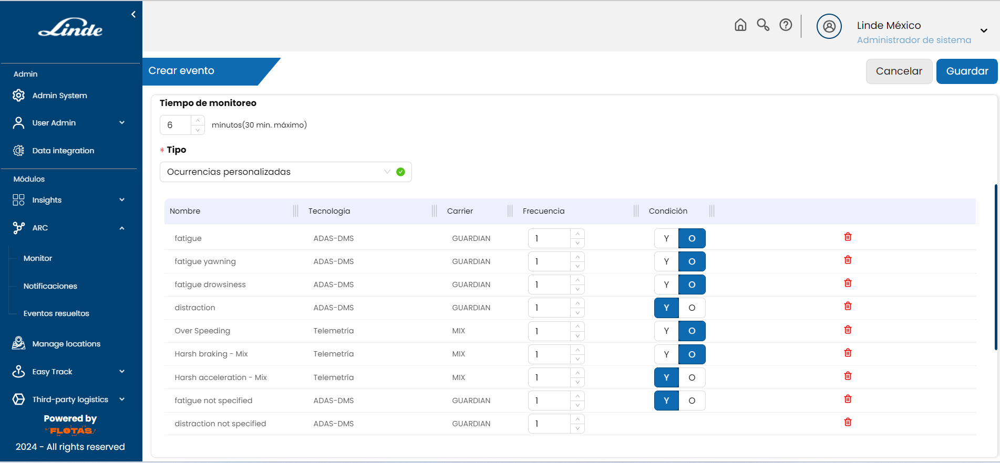 Linde
Linde México
Administrador de sistema
Admin
Admin System
User Admin
Data integration
Módulos
Insights
ARC
Monitor
Notificaciones
Eventos resueltos
Manage locations
Easy Track
Third-party logistics
Powered by
FLOTAS
2024 - All rights reserved
Crear evento
Cancelar
Guardar
Tiempo de monitoreo
6 minutos(30 min. máximo)
* Tipo
Ocurrencias personalizadas
Nombre Tecnologia Carrier Frecuencia Condición
fatigue ADAS-DMS GUARDIAN 1 Y O
fatigue yawning ADAS-DMS GUARDIAN 1 Y O
fatigue drowsiness ADAS-DMS GUARDIAN 1 Y O
distraction ADAS-DMS GUARDIAN 1 Y O
Over Speeding Telemetría MIX 1 Y O
Harsh braking - Mix Telemetría MIX 1 Y O
Harsh acceleration - Mix Telemetría MIX 1 Y O
fatigue not specified ADAS-DMS GUARDIAN 1 Y O
distraction not specified ADAS-DMS GUARDIAN 1